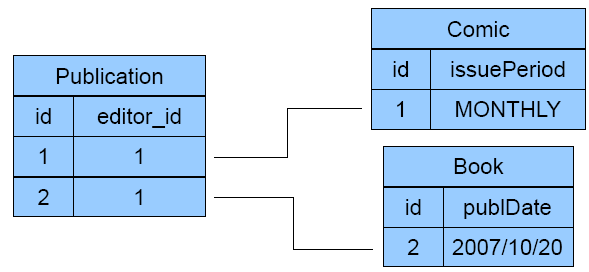 Publication
id editor_id
1 1
2 1
Comic
id issuePeriod
1 MONTHLY
Book
id publDate
2 2007/10/20